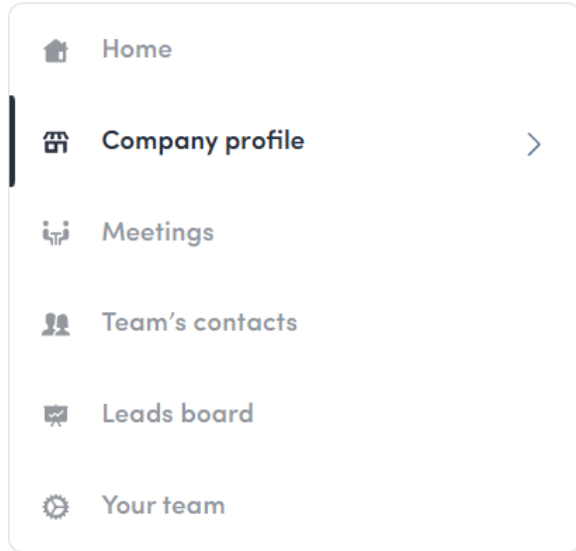 Home
Company profile
Meetings
Team’s contacts
Leads board
Your team